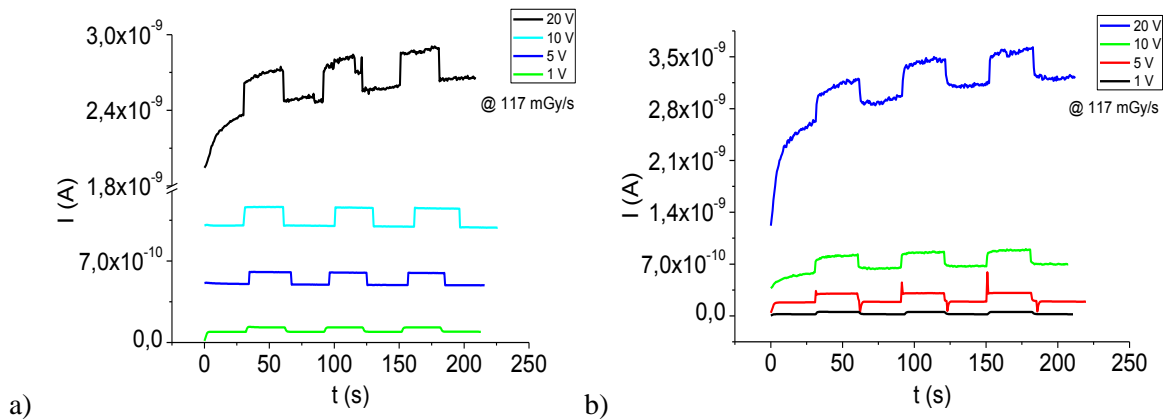 a)
I (A)
3,0x10⁻⁹
2,4x10⁻⁹
1,8x10⁻⁹
7,0x10⁻¹⁰
0,0
0 50 100 150 200 250
t (s)
20 V
10 V
5 V
1 V
@ 117 mGy/s
b)
I (A)
3,5x10⁻⁹
2,8x10⁻⁹
2,1x10⁻⁹
1,4x10⁻⁹
7,0x10⁻¹⁰
0,0
0 50 100 150 200 250
t (s)
20 V
10 V
5 V
1 V
@ 117 mGy/s